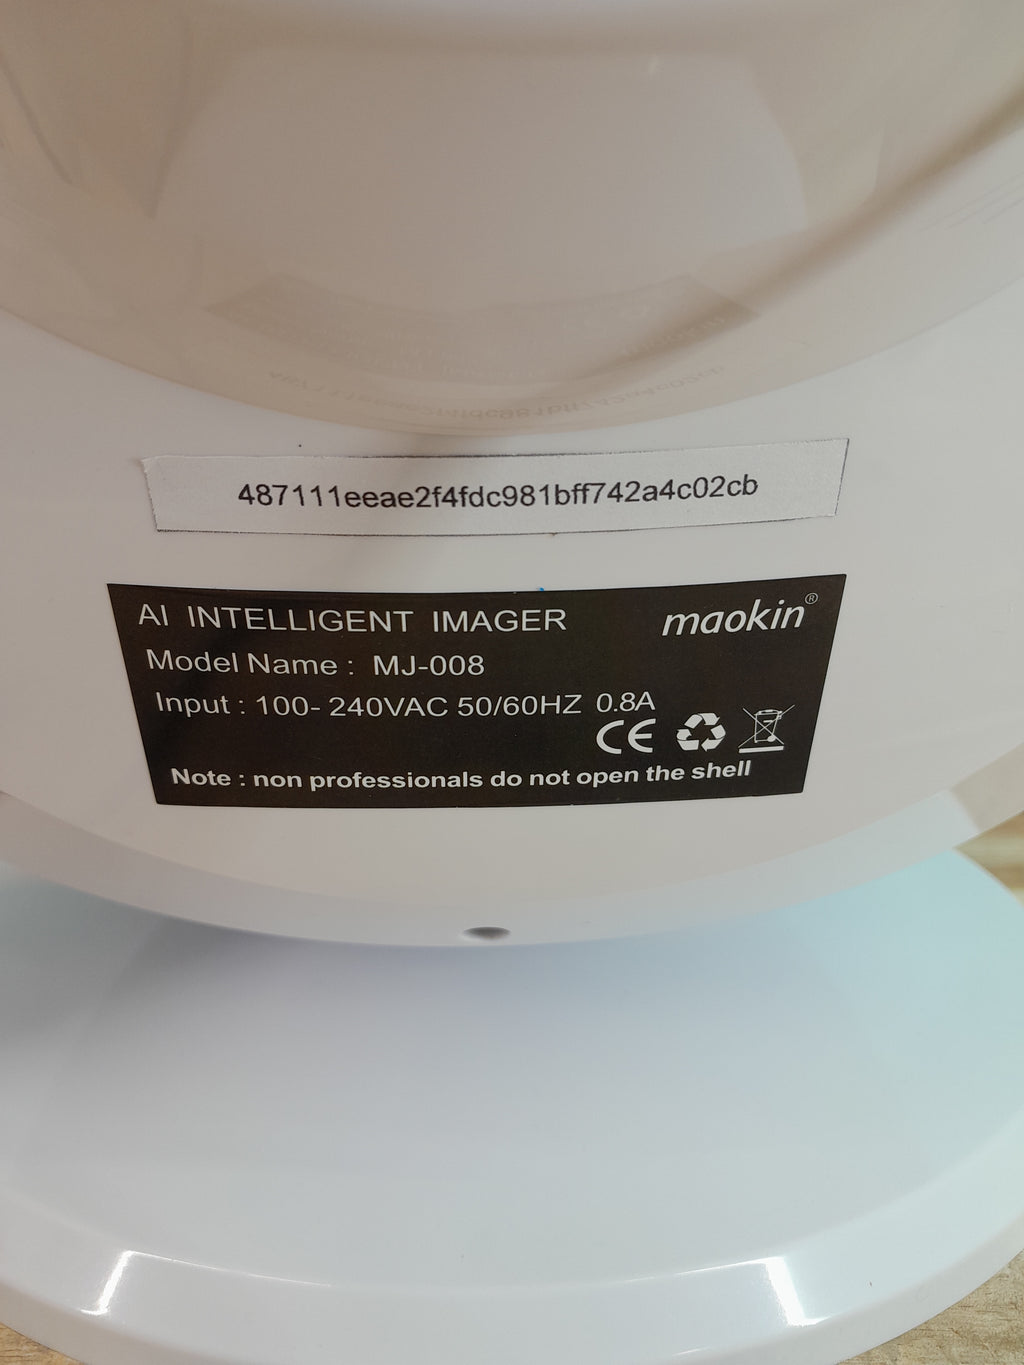 487111eeae2f4fdc981bff742a4c02cb
AI INTELLIGENT IMAGER maokin®
Model Name : MJ-008
Input : 100- 240VAC 50/60HZ 0.8A
CE
Note : non professionals do not open the shell